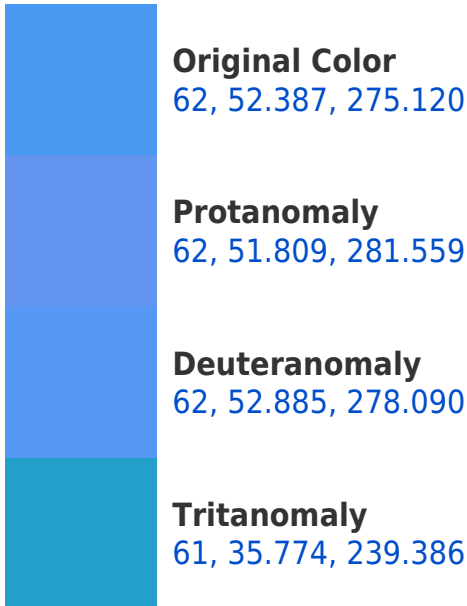 Original Color
62, 52.387, 275.120
Protanomaly
62, 51.809, 281.559
Deuteranomaly
62, 52.885, 278.090
Tritanomaly
61, 35.774, 239.386